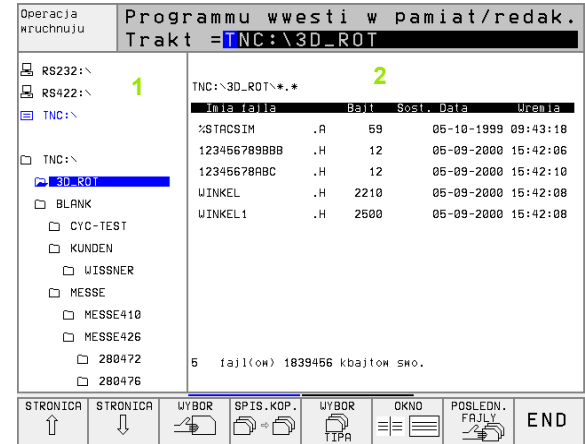 Operacja
wruchnuju
Programmu wwesti w pamiat/redak.
Trakt =TNC:\3D_ROT
RS232:\
RS422:\
TNC:\
1
TNC:\
3D_ROT
BLANK
CYC-TEST
KUNDEN
WISSNER
MESSE
MESSE410
MESSE426
280472
280476
2
TNC:\3D_ROT\*.*
Imia fajla Bajt Sost. Data Wremia
%STACSIM .A 59 05-10-1999 09:43:18
123456789BBB .H 12 05-09-2000 15:42:06
12345678ABC .H 12 05-09-2000 15:42:10
WINKEL .H 2210 05-09-2000 15:42:08
WINKEL1 .H 2500 05-09-2000 15:42:08
5 fajl(ow) 1839456 kbajtow swo.
STRONICA
STRONICA
WYBOR
SPIS.KOP.
WYBOR
TIPA
OKNO
POSLEDN.
FAJLY
END